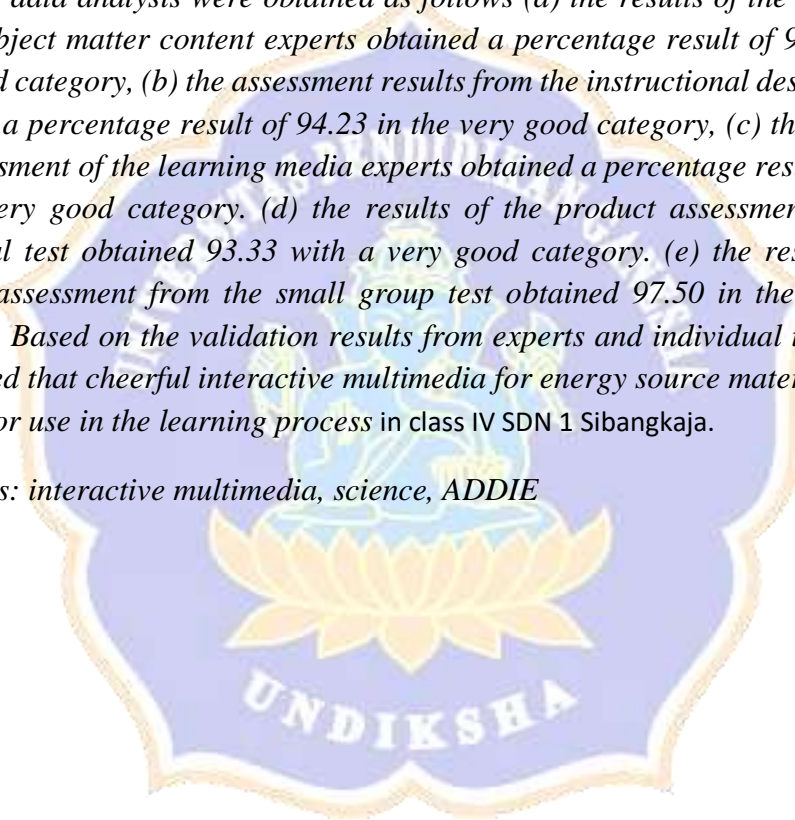 data analysis were obtained as follows (a) the results of the
bject matter content experts obtained a percentage result of 9
d category, (b) the assessment results from the instructional des
a percentage result of 94.23 in the very good category, (c) th
sment of the learning media experts obtained a percentage res
ery good category. (d) the results of the product assessmen
l test obtained 93.33 with a very good category. (e) the res
assessment from the small group test obtained 97.50 in the
Based on the validation results from experts and individual t
ed that cheerful interactive multimedia for energy source mater
or use in the learning process in class IV SDN 1 Sibangkaja.
s: interactive multimedia, science, ADDIE
UNIVERSITAS PENDIDIKAN GANESHA
UNDIKSHA